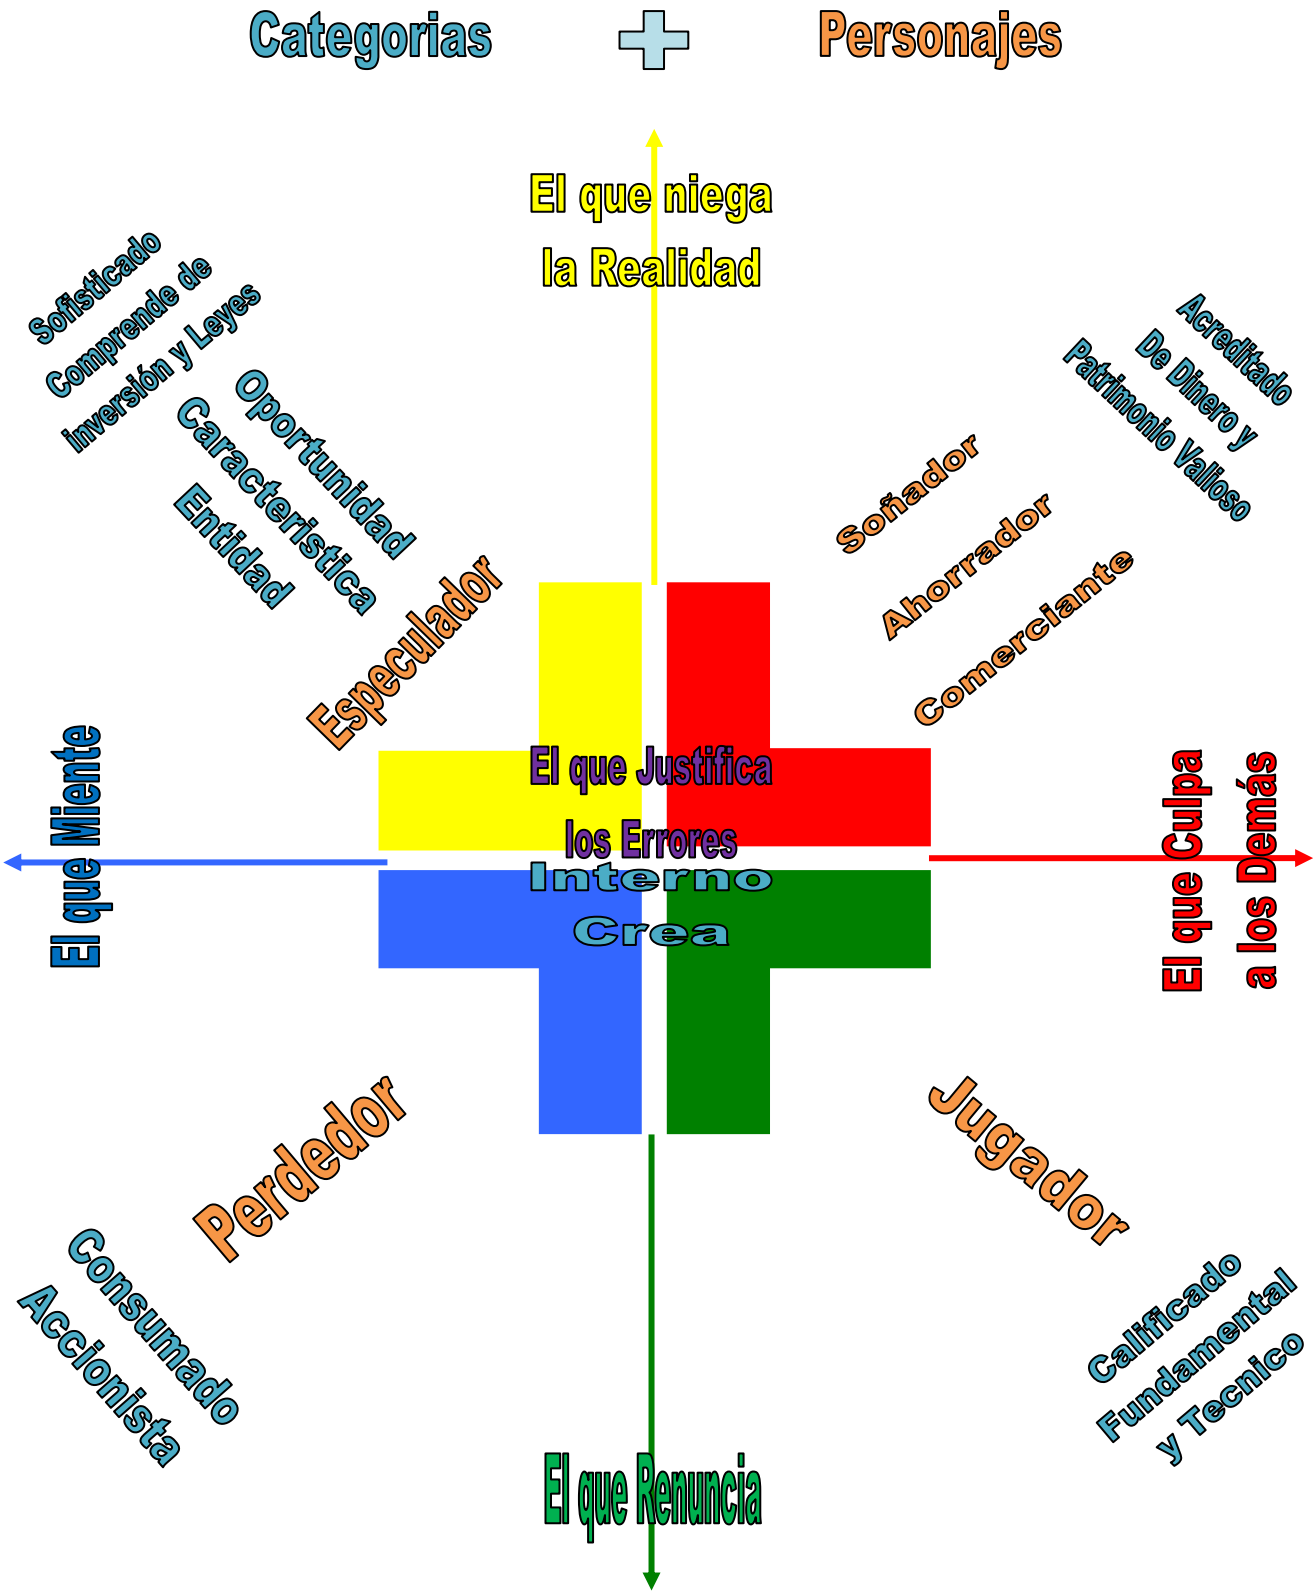 Categorias
Personajes
El que niega
la Realidad
Sofisticado
Comprende de
inversión y Leyes
Oportunidad
Caracteristica
Entidad
Especulador
Acreditado
De Dinero y
Patrimonio Valioso
Soñador
Ahorrador
Comerciante
El que Miente
El que Justifica
los Errores
Interno
Crea
El que Culpa
a los Demás
Perdedor
Consumado
Accionista
Jugador
Calificado
Fundamental
y Tecnico
El que Renuncia